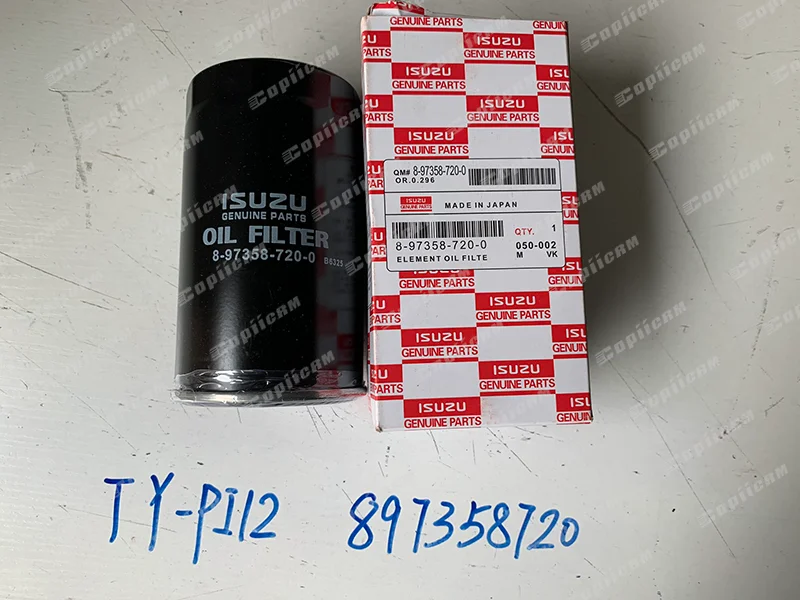 ISUZU
GENUINE PARTS
OIL FILTER
8-97358-720-0 B6325
ISUZU
GENUINE PARTS
QM# 8-97358-720-0
OR.0.296
ISUZU
GENUINE PARTS
MADE IN JAPAN
QTY. 1
8-97358-720-0 050-002
ELEMENT OIL FILTE M VK
TY-PI12 897358720
Copiicam